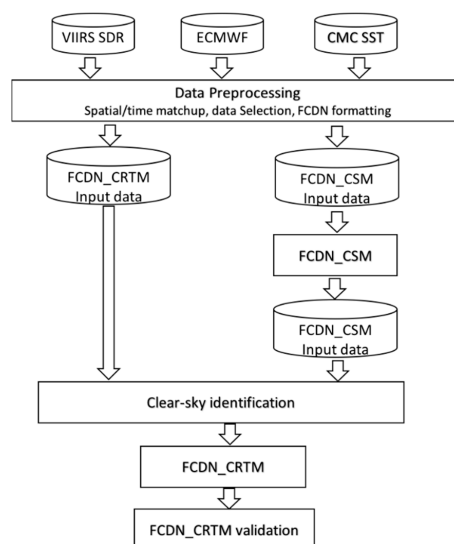 VIIRS SDR
ECMWF
CMC SST
Data Preprocessing
Spatial/time matchup, data Selection, FCDN formatting
FCDN_CRTM
Input data
FCDN_CSM
Input data
FCDN_CSM
FCDN_CSM
Input data
Clear-sky identification
FCDN_CRTM
FCDN_CRTM validation